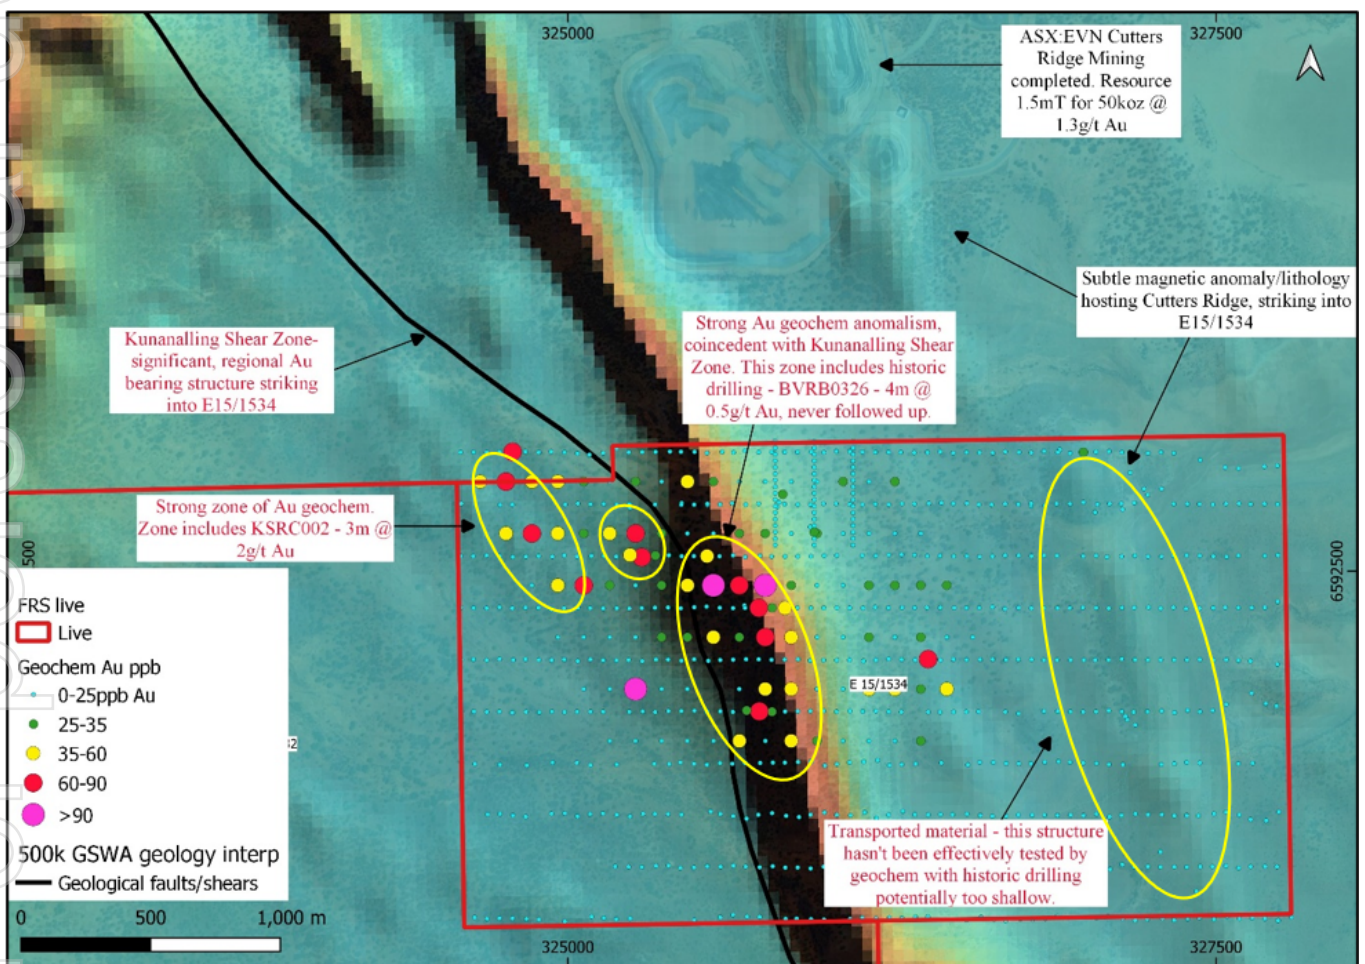 325000
327500
ASX:EVN Cutters
Ridge Mining
completed. Resource
1.5mT for 50koz @
1.3g/t Au
Subtle magnetic anomaly/lithology
hosting Cutters Ridge, striking into
E15/1534
Kunanalling Shear Zone-
significant, regional Au
bearing structure striking
into E15/1534
Strong Au geochem anomalism,
coincedent with Kunanalling Shear
Zone. This zone includes historic
drilling - BVRB0326 - 4m @
0.5g/t Au, never followed up.
Strong zone of Au geochem.
Zone includes KSRC002 - 3m @
2g/t Au
500
6592500
FRS live
Live
Geochem Au ppb
0-25ppb Au
25-35
35-60
60-90
>90
500k GSWA geology interp
Geological faults/shears
0 500 1,000 m
E 15/1534
Transported material - this structure
hasn't been effectively tested by
geochem with historic drilling
potentially too shallow.
325000
327500